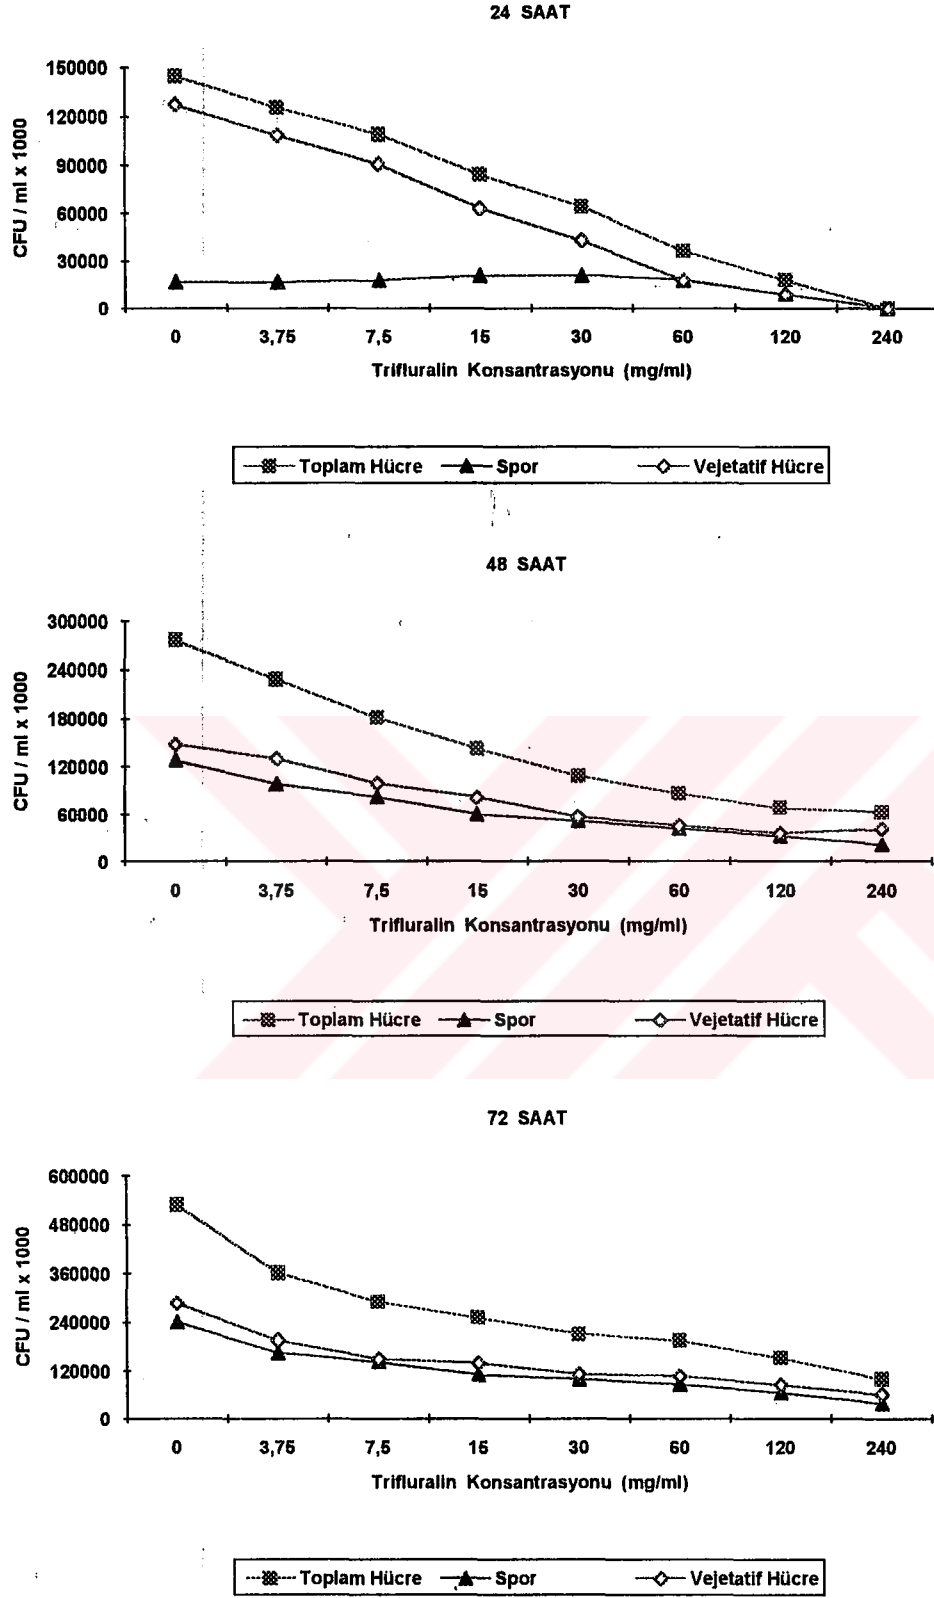 24 SAAT
150000
120000
90000
60000
30000
0
CFU / ml x 1000
0 3,75 7,5 15 30 60 120 240
Trifluralin Konsantrasyonu (mg/ml)
Toplam Hücre Spor Vejetatif Hücre
48 SAAT
300000
240000
180000
120000
60000
0
CFU / ml x 1000
0 3,75 7,5 15 30 60 120 240
Trifluralin Konsantrasyonu (mg/ml)
Toplam Hücre Spor Vejetatif Hücre
72 SAAT
600000
480000
360000
240000
120000
0
CFU / ml x 1000
0 3,75 7,5 15 30 60 120 240
Trifluralin Konsantrasyonu (mg/ml)
Toplam Hücre Spor Vejetatif Hücre